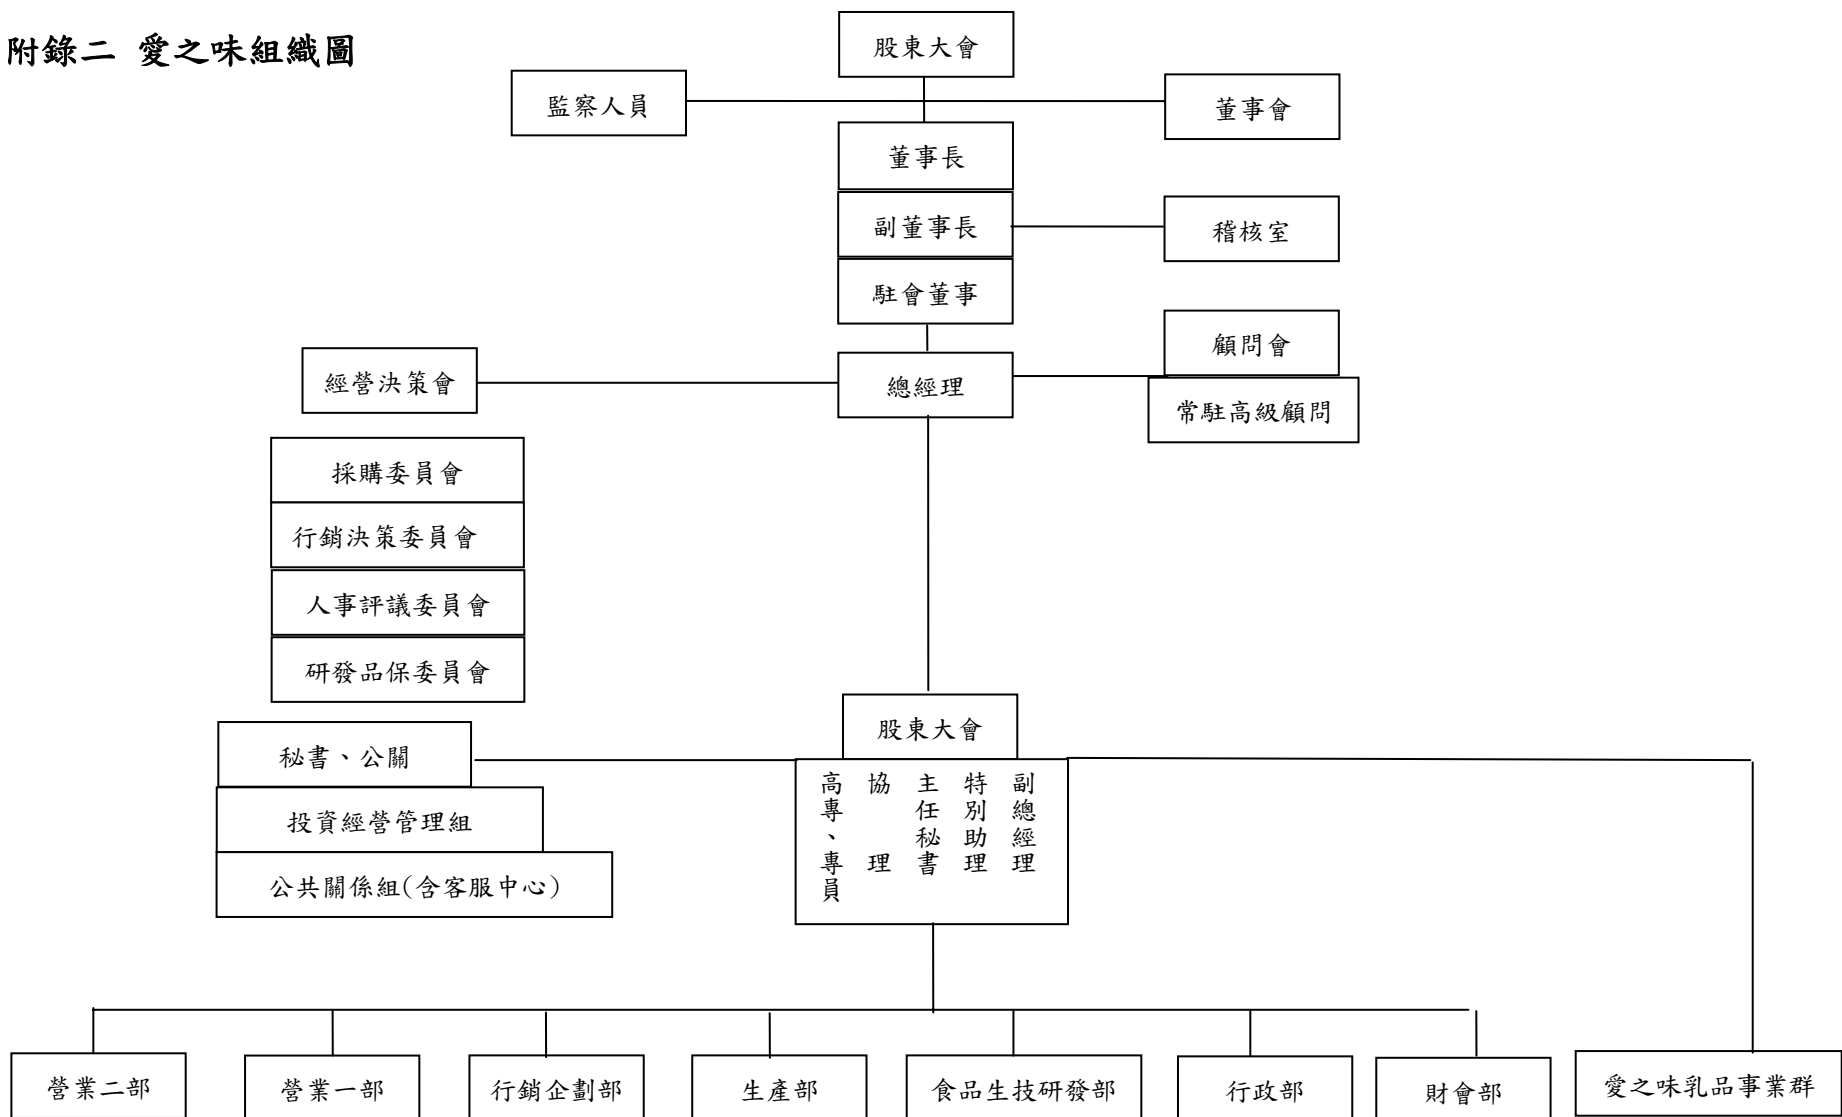 附錄二 愛之味組織圖
股東大會
監察人員
董事會
董事長
副董事長
稽核室
駐會董事
顧問會
經營決策會
總經理
常駐高級顧問
採購委員會
行銷決策委員會
人事評議委員會
研發品保委員會
股東大會
秘書、公關
投資經營管理組
公共關係組(含客服中心)
副總經理
特別助理
主任秘書
協理
高專、專員
營業二部
營業一部
行銷企劃部
生產部
食品生技研發部
行政部
財會部
愛之味乳品事業群